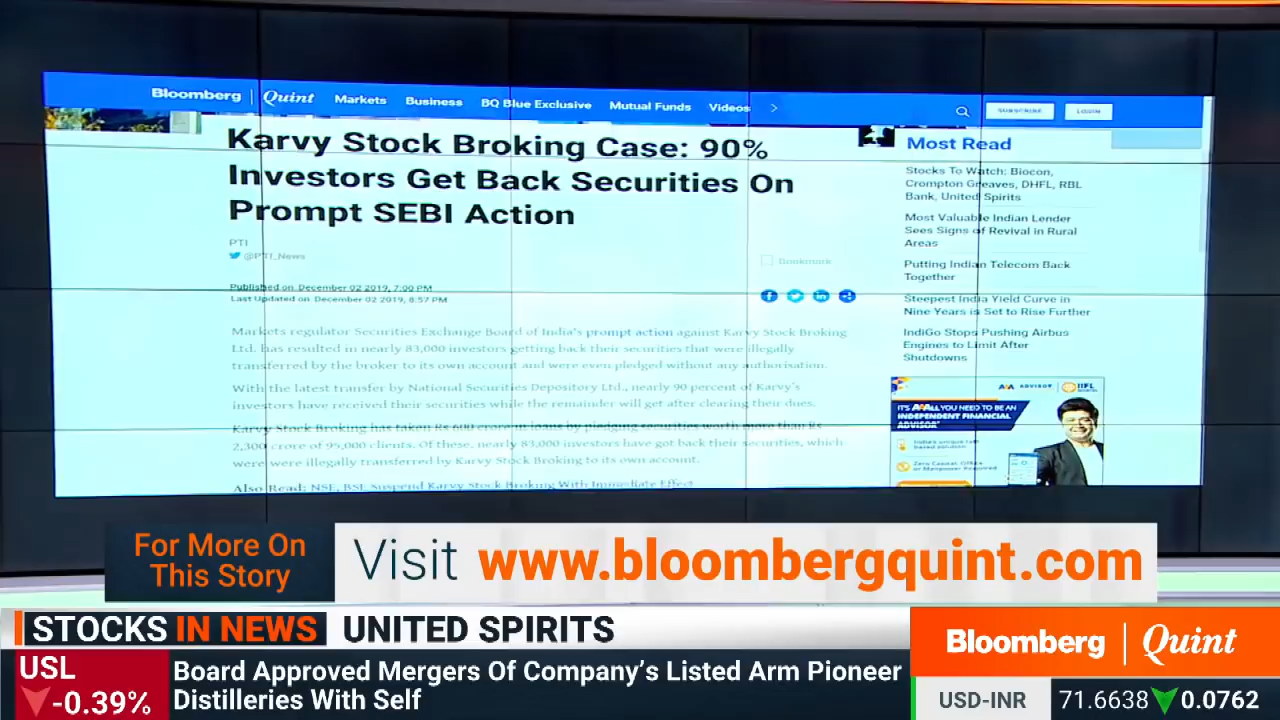 Bloomberg | Quint Markets Business BQ Blue Exclusive Mutual Funds Videos > SUBSCRIBE LOGIN
Karvy Stock Broking Case: 90%
Investors Get Back Securities On
Prompt SEBI Action
PTI
@PTI_News
Bookmark
Published on December 02 2019, 7:00 PM
Last Updated on December 02 2019, 8:57 PM
Markets regulator Securities Exchange Board of India's prompt action against Karvy Stock Broking
Ltd. has resulted in nearly 83,000 investors getting back their securities that were illegally
transferred by the broker to its own account and were even pledged without any authorisation.
With the latest transfer by National Securities Depository Ltd., nearly 90 percent of Karvy's
investors have received their securities while the remainder will get after clearing their dues.
Karvy Stock Broking has taken Rs 600 crore in loans by pledging securities worth more than Rs
2,300 crore of 95,000 clients. Of these, nearly 83,000 investors have got back their securities, which
were were illegally transferred by Karvy Stock Broking to its own account.
Also Read: NSE, BSE Suspend Karvy Stock Broking With Immediate Effect
Most Read
Stocks To Watch: Biocon,
Crompton Greaves, DHFL, RBL
Bank, United Spirits
Most Valuable Indian Lender
Sees Signs of Revival in Rural
Areas
Putting Indian Telecom Back
Together
Steepest India Yield Curve in
Nine Years is Set to Rise Further
IndiGo Stops Pushing Airbus
Engines to Limit After
Shutdowns
AAA ADVISOR | IIFL
IT'S AAALL YOU NEED TO BE AN
INDEPENDENT FINANCIAL
ADVISOR*
India's unique
based solution
Zero Capital, Office
or Manpower Required
For More On
This Story
Visit www.bloombergquint.com
STOCKS IN NEWS UNITED SPIRITS
USL
-0.39%
Board Approved Mergers Of Company's Listed Arm Pioneer
Distilleries With Self
Bloomberg | Quint
USD-INR 71.6638 0.0762